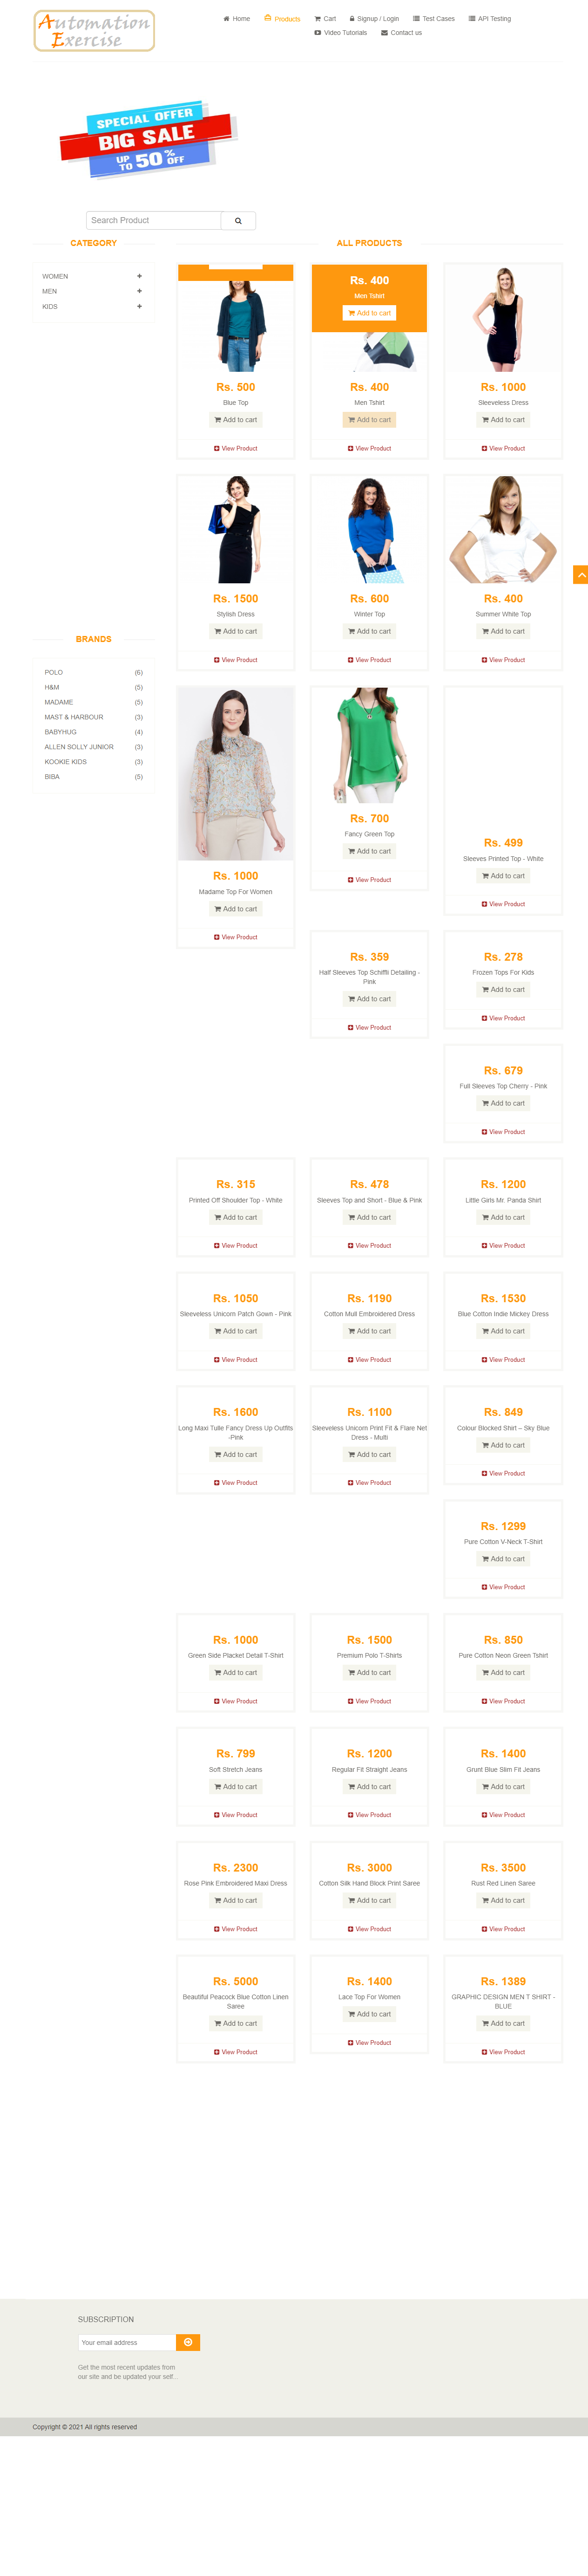 Automation
Exercise
Home
Products
Cart
Signup / Login
Test Cases
API Testing
Video Tutorials
Contact us
SPECIAL OFFER
BIG SALE
UP TO 50% OFF
Search Product
CATEGORY
WOMEN
MEN
KIDS
BRANDS
POLO (6)
H&M (5)
MADAME (5)
MAST & HARBOUR (3)
BABYHUG (4)
ALLEN SOLLY JUNIOR (3)
KOOKIE KIDS (3)
BIBA (5)
ALL PRODUCTS
Rs. 500
Blue Top
Add to cart
View Product
Rs. 400
Men Tshirt
Add to cart
Rs. 400
Men Tshirt
Add to cart
View Product
Rs. 1000
Sleeveless Dress
Add to cart
View Product
Rs. 1500
Stylish Dress
Add to cart
View Product
Rs. 600
Winter Top
Add to cart
View Product
Rs. 400
Summer White Top
Add to cart
View Product
Rs. 1000
Madame Top For Women
Add to cart
View Product
Rs. 700
Fancy Green Top
Add to cart
View Product
Rs. 499
Sleeves Printed Top - White
Add to cart
View Product
Rs. 359
Half Sleeves Top Schiffli Detailing -
Pink
Add to cart
View Product
Rs. 278
Frozen Tops For Kids
Add to cart
View Product
Rs. 679
Full Sleeves Top Cherry - Pink
Add to cart
View Product
Rs. 315
Printed Off Shoulder Top - White
Add to cart
View Product
Rs. 478
Sleeves Top and Short - Blue & Pink
Add to cart
View Product
Rs. 1200
Little Girls Mr. Panda Shirt
Add to cart
View Product
Rs. 1050
Sleeveless Unicorn Patch Gown - Pink
Add to cart
View Product
Rs. 1190
Cotton Mull Embroidered Dress
Add to cart
View Product
Rs. 1530
Blue Cotton Indie Mickey Dress
Add to cart
View Product
Rs. 1600
Long Maxi Tulle Fancy Dress Up Outfits
-Pink
Add to cart
View Product
Rs. 1100
Sleeveless Unicorn Print Fit & Flare Net
Dress - Multi
Add to cart
View Product
Rs. 849
Colour Blocked Shirt – Sky Blue
Add to cart
View Product
Rs. 1299
Pure Cotton V-Neck T-Shirt
Add to cart
View Product
Rs. 1000
Green Side Placket Detail T-Shirt
Add to cart
View Product
Rs. 1500
Premium Polo T-Shirts
Add to cart
View Product
Rs. 850
Pure Cotton Neon Green Tshirt
Add to cart
View Product
Rs. 799
Soft Stretch Jeans
Add to cart
View Product
Rs. 1200
Regular Fit Straight Jeans
Add to cart
View Product
Rs. 1400
Grunt Blue Slim Fit Jeans
Add to cart
View Product
Rs. 2300
Rose Pink Embroidered Maxi Dress
Add to cart
View Product
Rs. 3000
Cotton Silk Hand Block Print Saree
Add to cart
View Product
Rs. 3500
Rust Red Linen Saree
Add to cart
View Product
Rs. 5000
Beautiful Peacock Blue Cotton Linen
Saree
Add to cart
View Product
Rs. 1400
Lace Top For Women
Add to cart
View Product
Rs. 1389
GRAPHIC DESIGN MEN T SHIRT -
BLUE
Add to cart
View Product
SUBSCRIPTION
Your email address
Get the most recent updates from
our site and be updated your self...
Copyright © 2021 All rights reserved